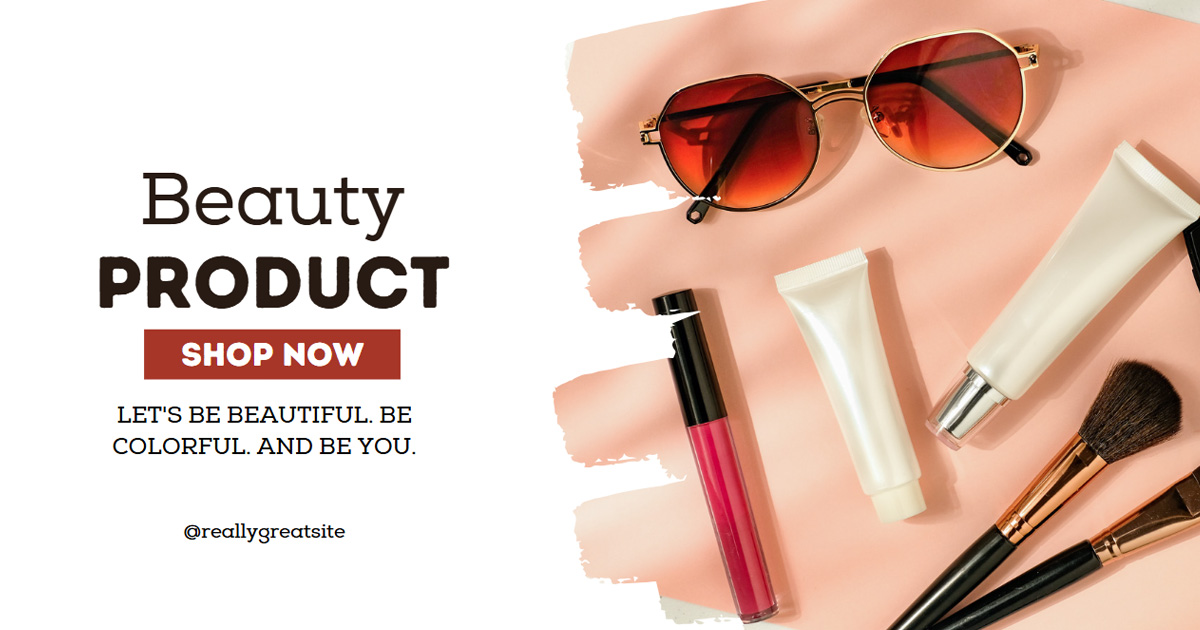 Beauty
PRODUCT
SHOP NOW
LET'S BE BEAUTIFUL. BE
COLORFUL. AND BE YOU.
@reallygreatsite